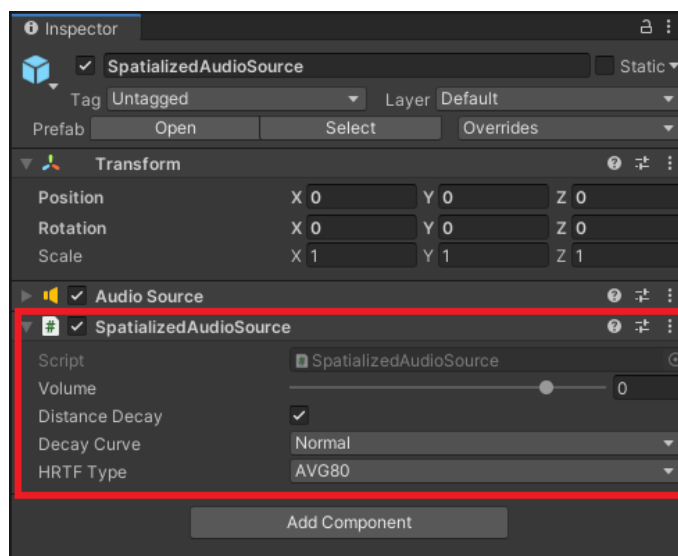 Inspector
SpatializedAudioSource Static
Tag Untagged Layer Default
Prefab Open Select Overrides
Transform
Position X 0 Y 0 Z 0
Rotation X 0 Y 0 Z 0
Scale X 1 Y 1 Z 1
Audio Source
# SpatializedAudioSource
Script # SpatializedAudioSource
Volume 0
Distance Decay
Decay Curve Normal
HRTF Type AVG80
Add Component